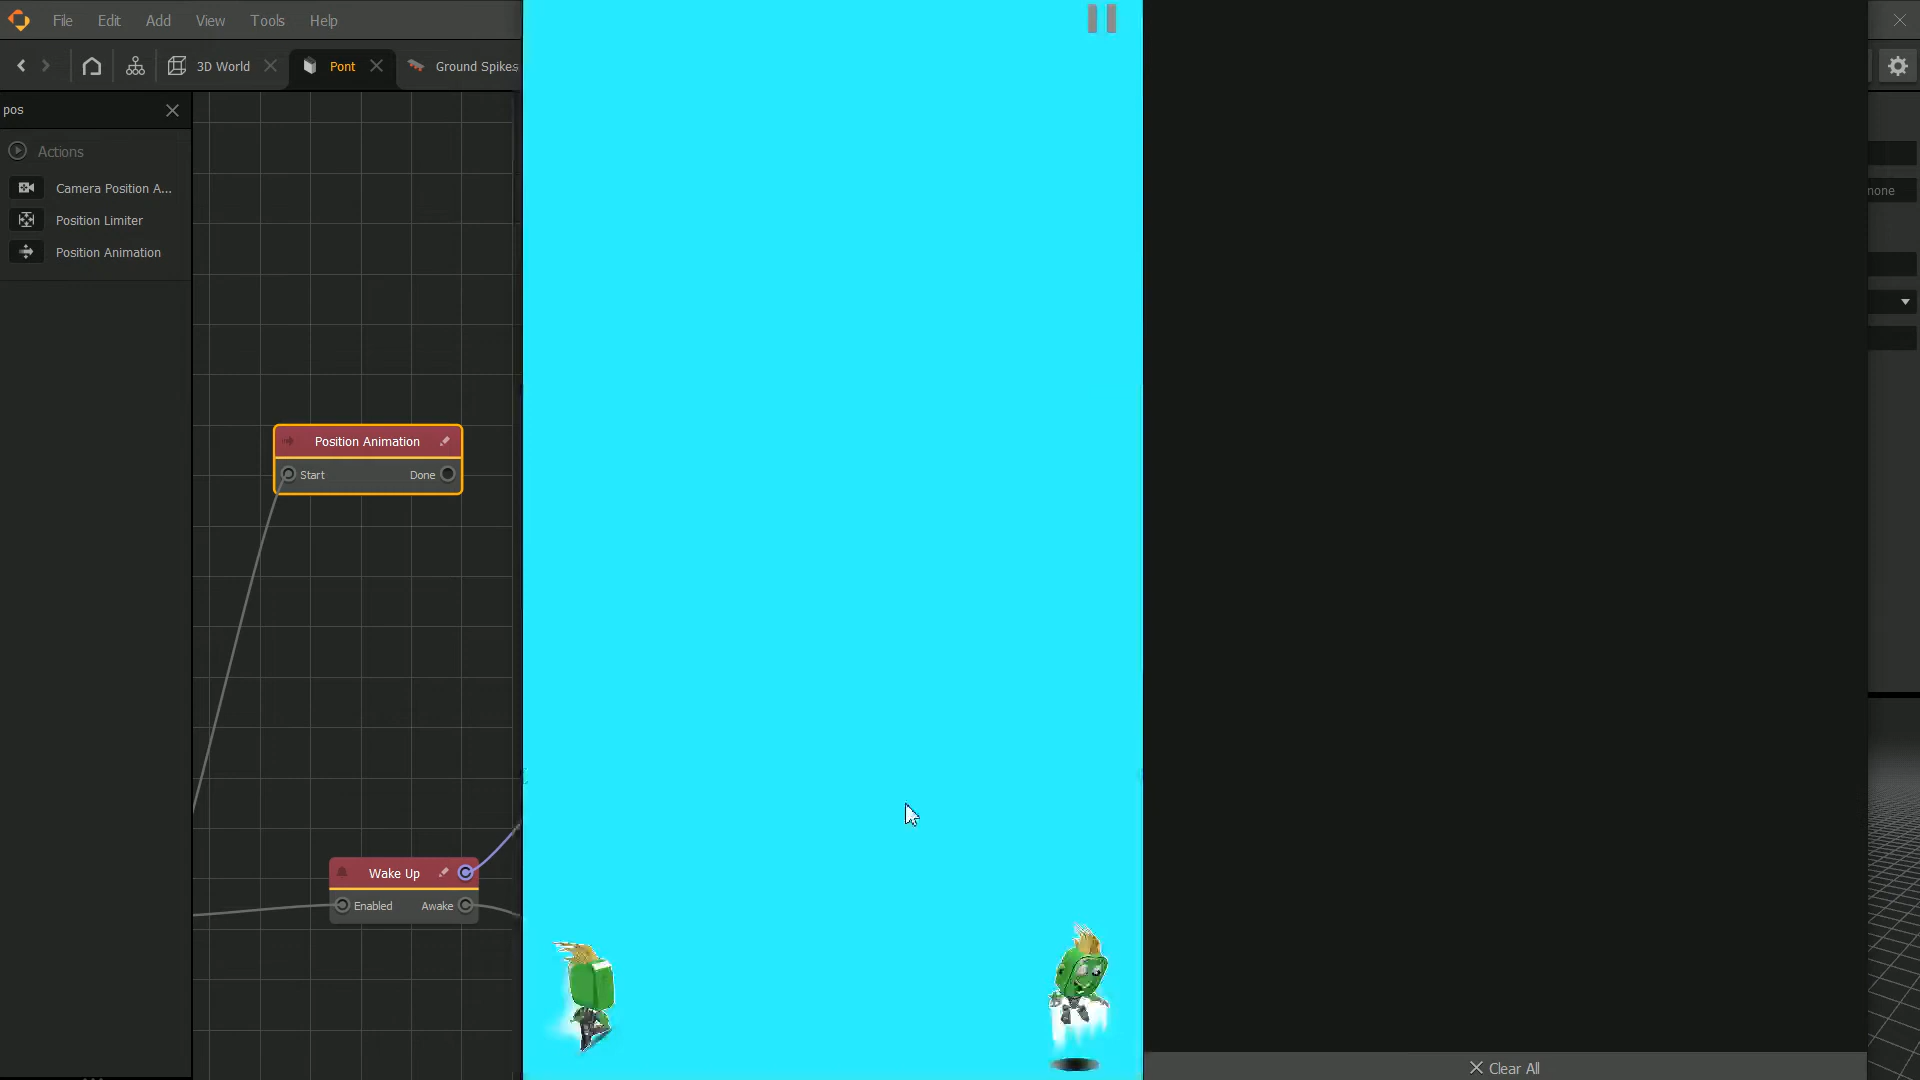 File Edit Add View Tools Help
3D World Pont Ground Spikes
pos
Actions
none
Camera Position A...
Position Limiter
Position Animation
Position Animation
Start Done
Wake Up
Enabled Awake
Clear All